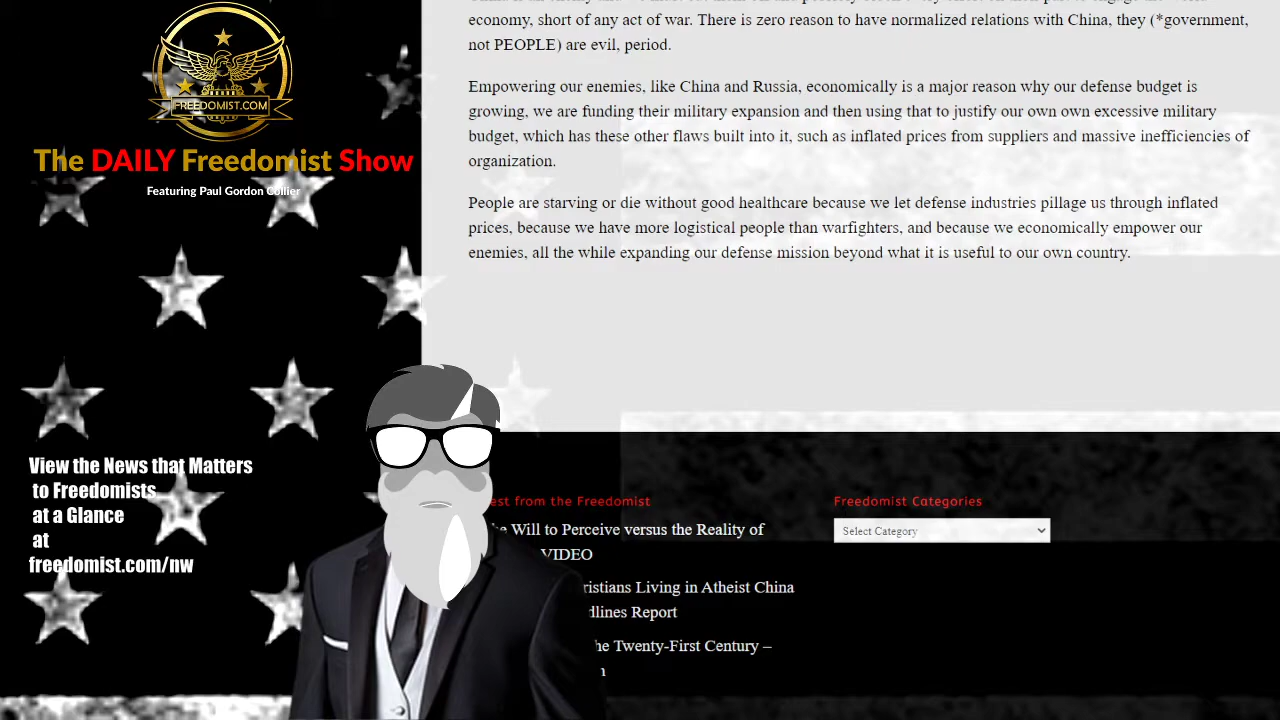 FREEDOMIST.COM
The DAILY Freedomist Show
Featuring Paul Gordon Collier
View the News that Matters
to Freedomists
at a Glance
at
freedomist.com/nw
economy, short of any act of war. There is zero reason to have normalized relations with China, they (*government,
not PEOPLE) are evil, period.
Empowering our enemies, like China and Russia, economically is a major reason why our defense budget is
growing, we are funding their military expansion and then using that to justify our own own excessive military
budget, which has these other flaws built into it, such as inflated prices from suppliers and massive inefficiencies of
organization.
People are starving or die without good healthcare because we let defense industries pillage us through inflated
prices, because we have more logistical people than warfighters, and because we economically empower our
enemies, all the while expanding our defense mission beyond what it is useful to our own country.
from the Freedomist
Will to Perceive versus the Reality of
VIDEO
Living in Atheist China
Report
Twenty-First Century –
Freedomist Categories
Select Category